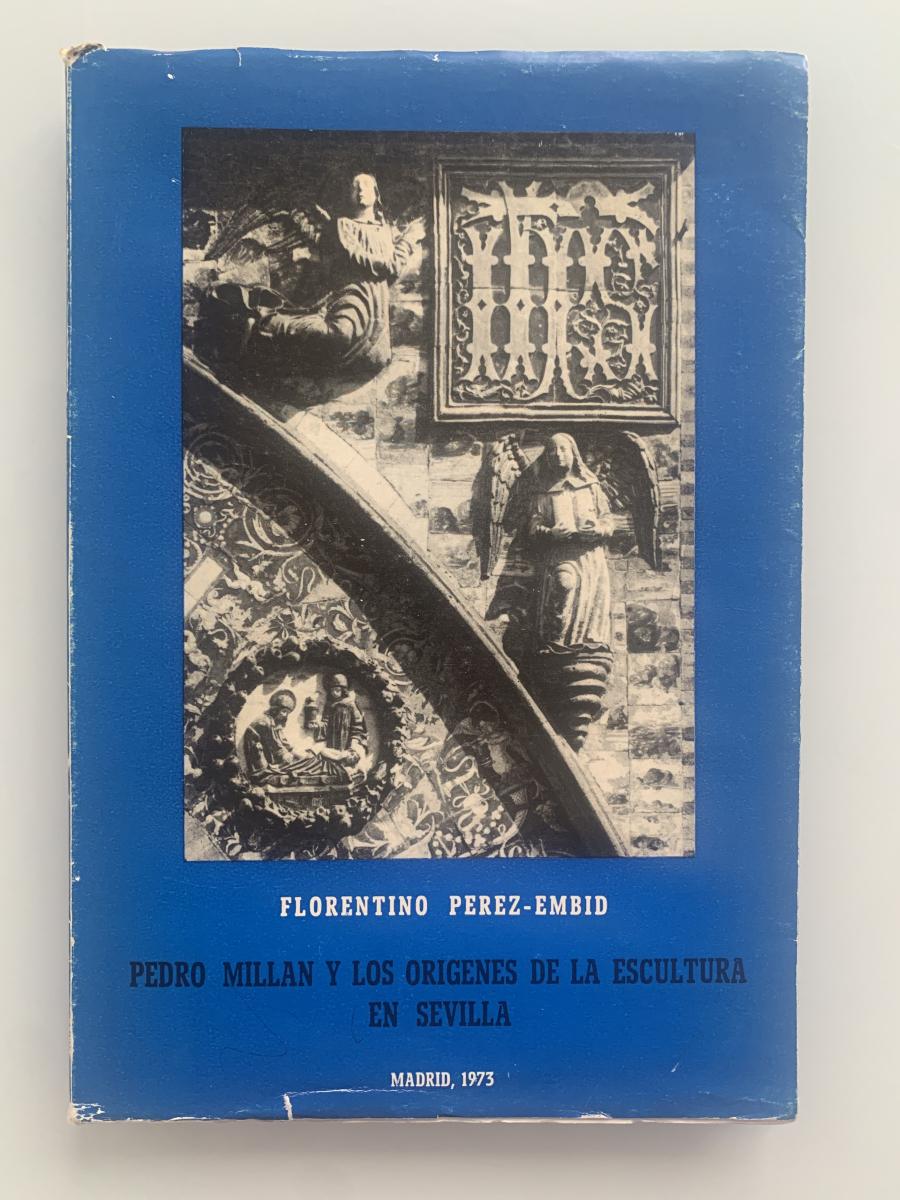 FLORENTINO PEREZ-EMBID
PEDRO MILLAN Y LOS ORIGENES DE LA ESCULTURA
EN SEVILLA
MADRID, 1973